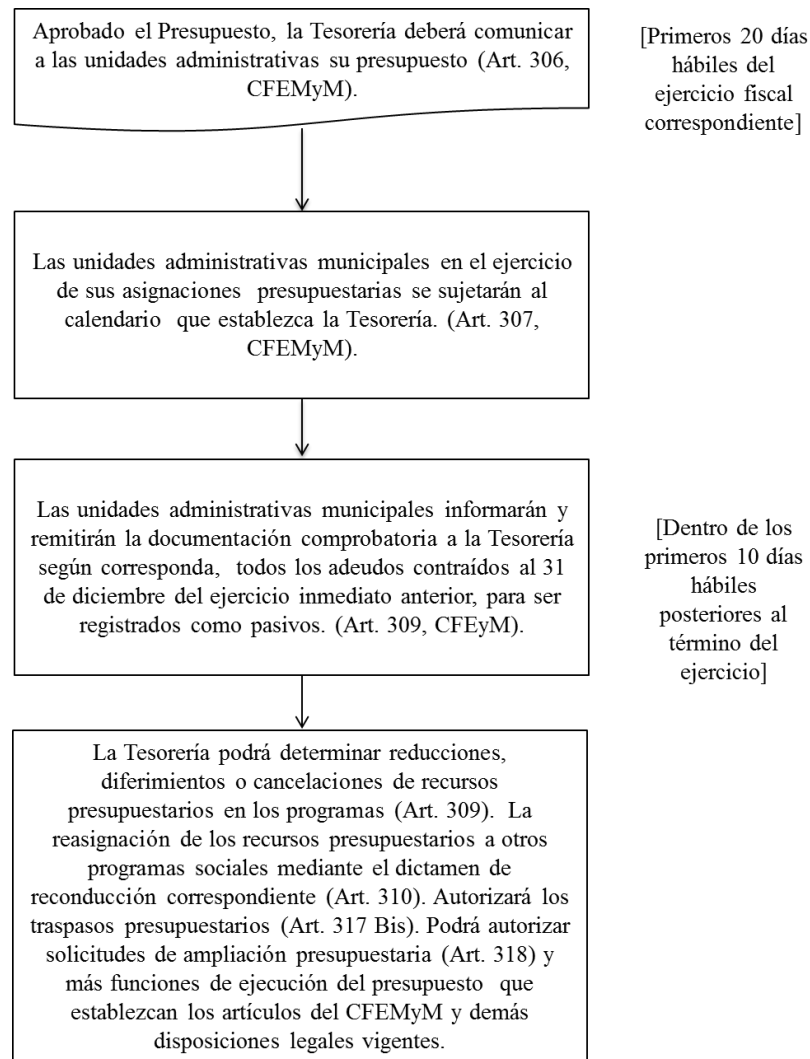 Aprobado el Presupuesto, la Tesorería deberá comunicar
a las unidades administrativas su presupuesto (Art. 306,
CFEMyM).
[Primeros 20 días
hábiles del
ejercicio fiscal
correspondiente]
Las unidades administrativas municipales en el ejercicio
de sus asignaciones presupuestarias se sujetarán al
calendario que establezca la Tesorería. (Art. 307,
CFEMyM).
Las unidades administrativas municipales informarán y
remitirán la documentación comprobatoria a la Tesorería
según corresponda, todos los adeudos contraídos al 31
de diciembre del ejercicio inmediato anterior, para ser
registrados como pasivos. (Art. 309, CFEyM).
[Dentro de los
primeros 10 días
hábiles
posteriores al
término del
ejercicio]
La Tesorería podrá determinar reducciones,
diferimientos o cancelaciones de recursos
presupuestarios en los programas (Art. 309). La
reasignación de los recursos presupuestarios a otros
programas sociales mediante el dictamen de
reconducción correspondiente (Art. 310). Autorizará los
traspasos presupuestarios (Art. 317 Bis). Podrá autorizar
solicitudes de ampliación presupuestaria (Art. 318) y
más funciones de ejecución del presupuesto que
establezcan los artículos del CFEMyM y demás
disposiciones legales vigentes.